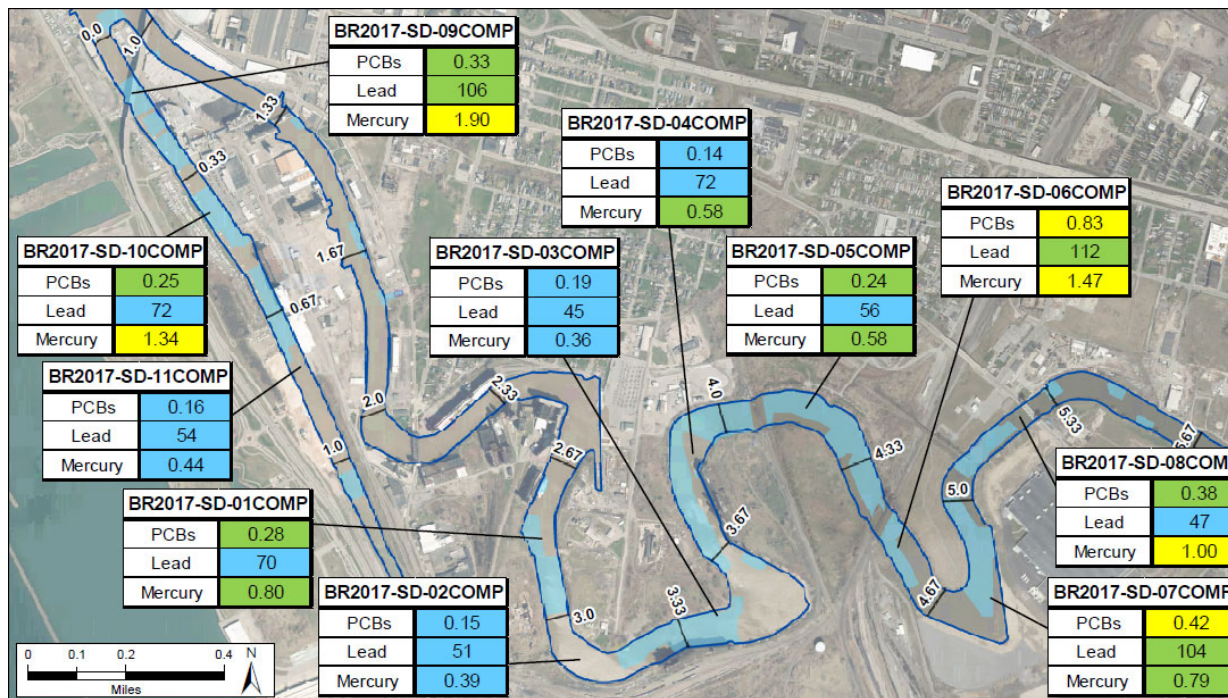 0.0
1.0
BR2017-SD-09COMP
PCBs 0.33
Lead 106
Mercury 1.90
1.33
0.33
BR2017-SD-04COMP
PCBs 0.14
Lead 72
Mercury 0.58
BR2017-SD-06COMP
PCBs 0.83
Lead 112
Mercury 1.47
BR2017-SD-10COMP
PCBs 0.25
Lead 72
Mercury 1.34
1.67
0.67
BR2017-SD-03COMP
PCBs 0.19
Lead 45
Mercury 0.36
BR2017-SD-05COMP
PCBs 0.24
Lead 56
Mercury 0.58
BR2017-SD-11COMP
PCBs 0.16
Lead 54
Mercury 0.44
2.0
2.33
4.0
4.33
5.33
5.67
1.0
2.67
5.0
BR2017-SD-08COMP
PCBs 0.38
Lead 47
Mercury 1.00
BR2017-SD-01COMP
PCBs 0.28
Lead 70
Mercury 0.80
3.67
4.67
3.0
3.33
BR2017-SD-02COMP
PCBs 0.15
Lead 51
Mercury 0.39
BR2017-SD-07COMP
PCBs 0.42
Lead 104
Mercury 0.79
0 0.1 0.2 0.4
Miles
N